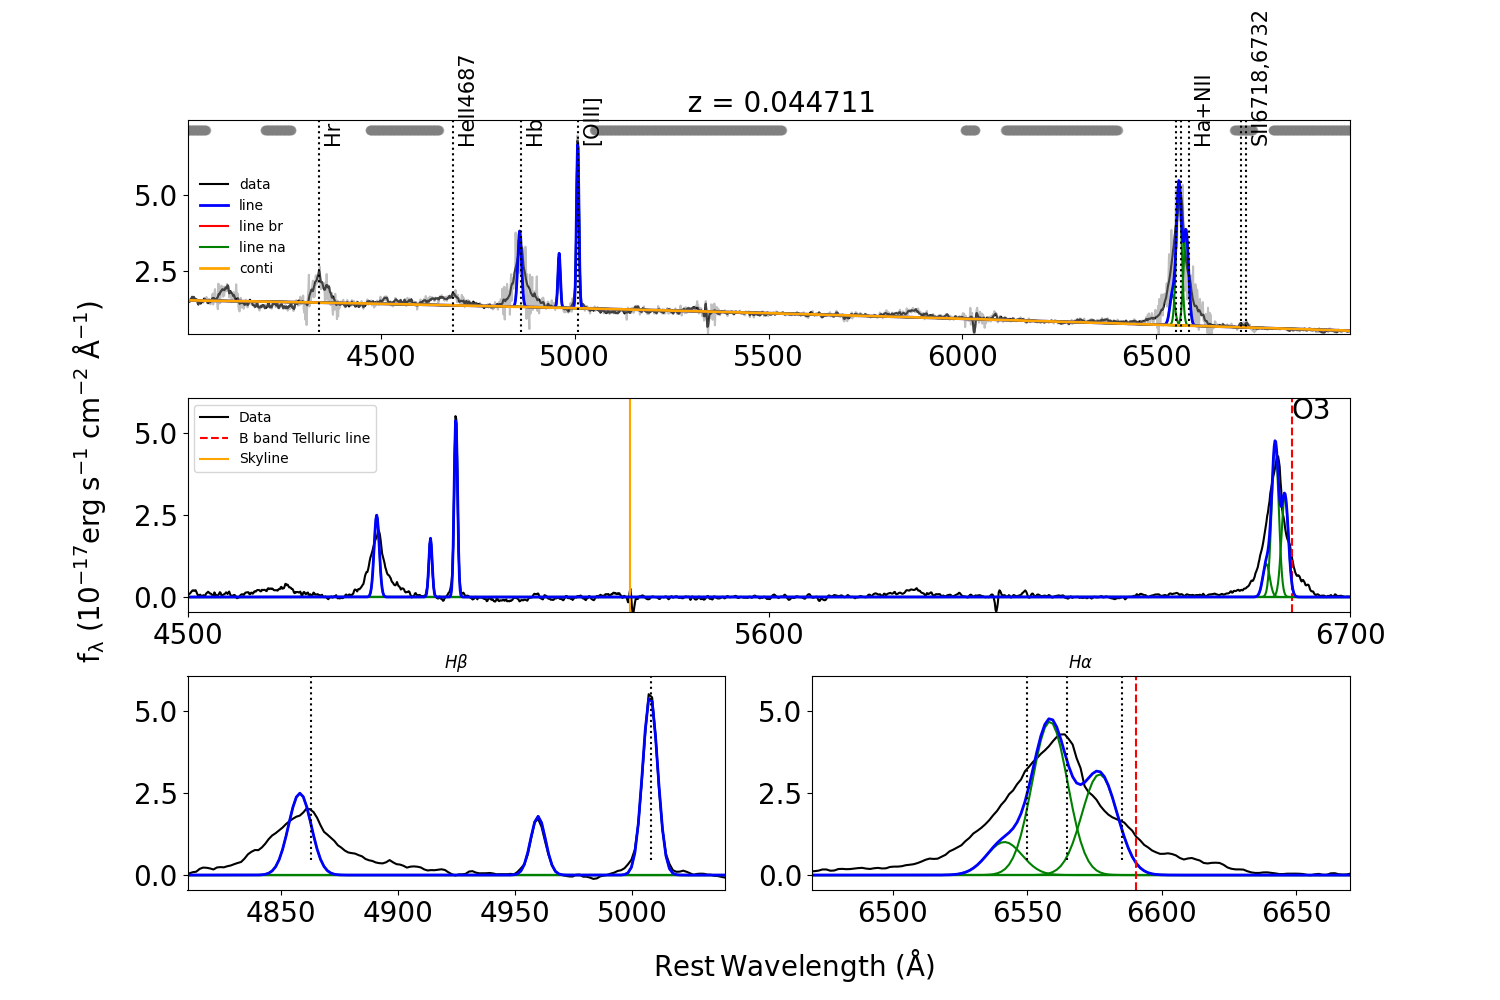 z = 0.044711
Hr
HeII4687
Hb
[OIII]
Ha+NII
SII6718,6732
data
line
line br
line na
conti
5.0
2.5
4500 5000 5500 6000 6500
Data
B band Telluric line
Skyline
O3
5.0
2.5
0.0
4500 5600 6700
fλ (10⁻¹⁷erg s⁻¹ cm⁻² Å⁻¹)
Hβ
5.0
2.5
0.0
4850 4900 4950 5000
Hα
5.0
2.5
0.0
6500 6550 6600 6650
Rest Wavelength (Å)